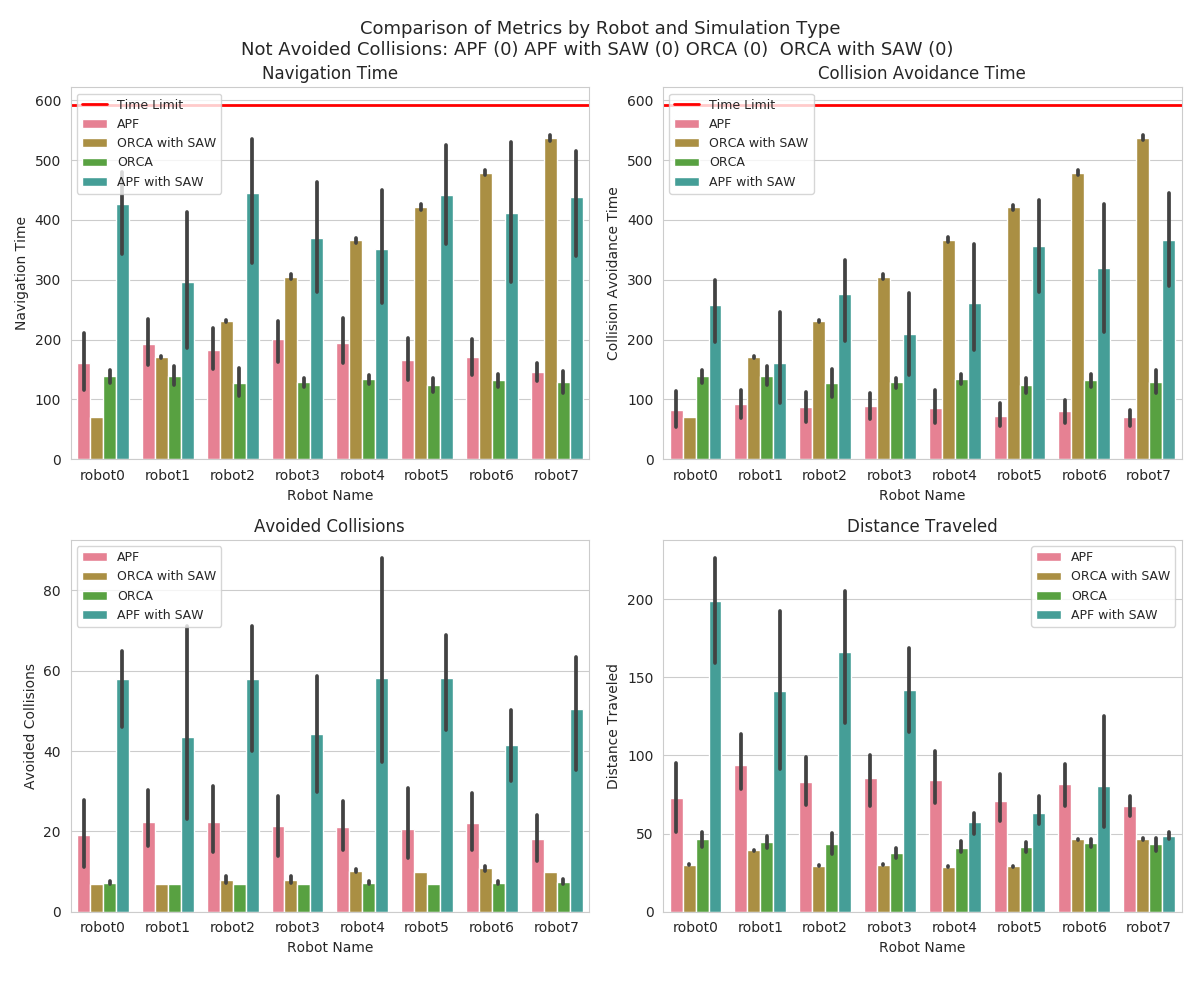 Comparison of Metrics by Robot and Simulation Type
Not Avoided Collisions: APF (0) APF with SAW (0) ORCA (0)  ORCA with SAW (0)
Navigation Time
Time Limit
APF
ORCA with SAW
ORCA
APF with SAW
600
500
400
300
200
100
0
Navigation Time
robot0 robot1 robot2 robot3 robot4 robot5 robot6 robot7
Robot Name
Collision Avoidance Time
Time Limit
APF
ORCA with SAW
ORCA
APF with SAW
600
500
400
300
200
100
0
Collision Avoidance Time
robot0 robot1 robot2 robot3 robot4 robot5 robot6 robot7
Robot Name
Avoided Collisions
APF
ORCA with SAW
ORCA
APF with SAW
80
60
40
20
0
Avoided Collisions
robot0 robot1 robot2 robot3 robot4 robot5 robot6 robot7
Robot Name
Distance Traveled
APF
ORCA with SAW
ORCA
APF with SAW
200
150
100
50
0
Distance Traveled
robot0 robot1 robot2 robot3 robot4 robot5 robot6 robot7
Robot Name